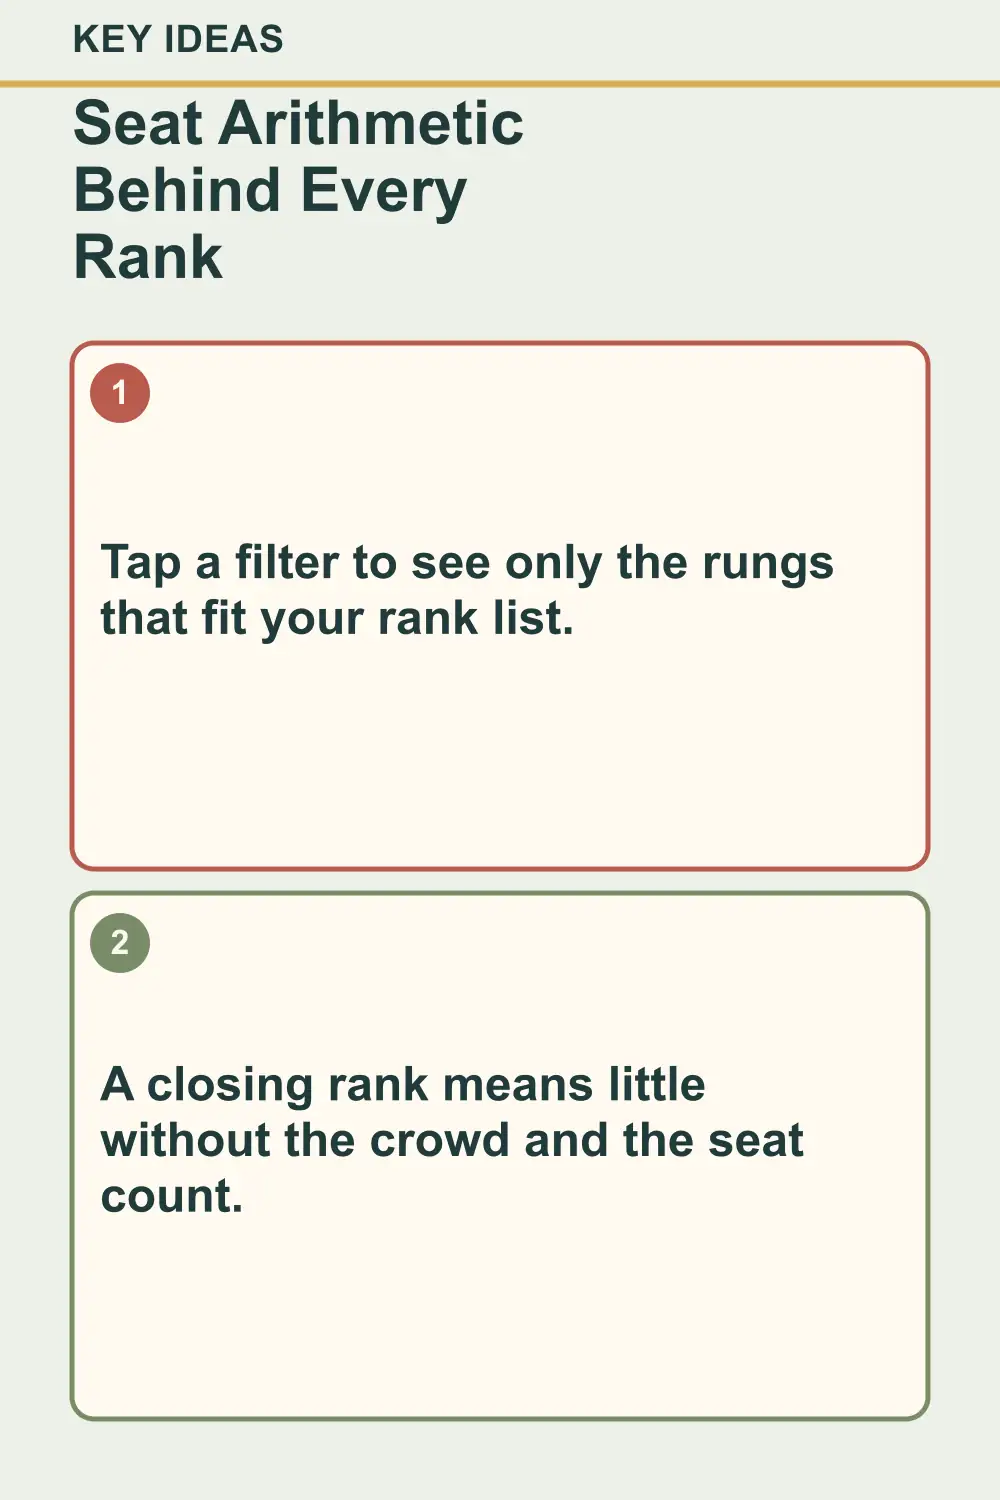 KEY IDEAS
Seat Arithmetic
Behind Every
Rank
1
Tap a filter to see only the rungs
that fit your rank list.
2
A closing rank means little
without the crowd and the seat
count.